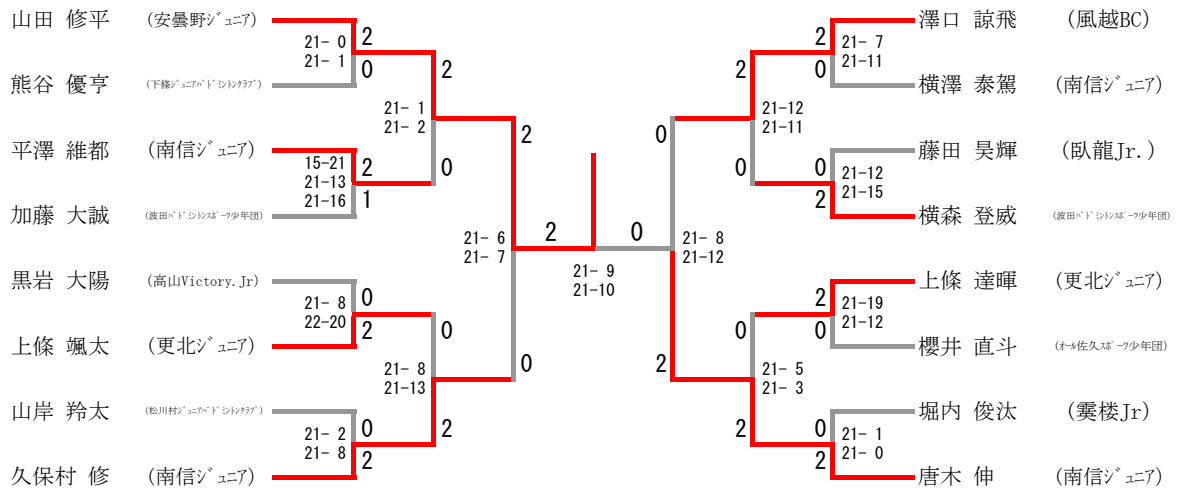 山田 修平 (安曇野ジュニア)
21- 0 2
21- 1 0
熊谷 優亨 (下條ジュニアバドミントンクラブ)
2
21- 1
21- 2
0
平澤 維都 (南信ジュニア)
15-21 2
21-13
21-16 1
加藤 大誠 (波田バドミントンスポーツ少年団)
2
21- 6
21- 7
0
黒岩 大陽 (高山Victory.Jr)
21- 8 0
22-20 2
上條 颯太 (更北ジュニア)
0
21- 8
21-13
2
山岸 羚太 (松川村ジュニアバドミントンクラブ)
21- 2 0
21- 8 2
久保村 修 (南信ジュニア)
2 0
21- 9
21-10
澤口 諒飛 (風越BC)
2 21- 7
0 21-11
横澤 泰駕 (南信ジュニア)
2
21-12
21-11
0
藤田 昊輝 (臥龍Jr.)
0 21-12
2 21-15
横森 登威 (波田バドミントンスポーツ少年団)
0
21- 8
21-12
2
上條 達暉 (更北ジュニア)
2 21-19
0 21-12
櫻井 直斗 (オール佐久スポーツ少年団)
0
21- 5
21- 3
2
堀内 俊汰 (雲楼Jr)
0 21- 1
2 21- 0
唐木 伸 (南信ジュニア)